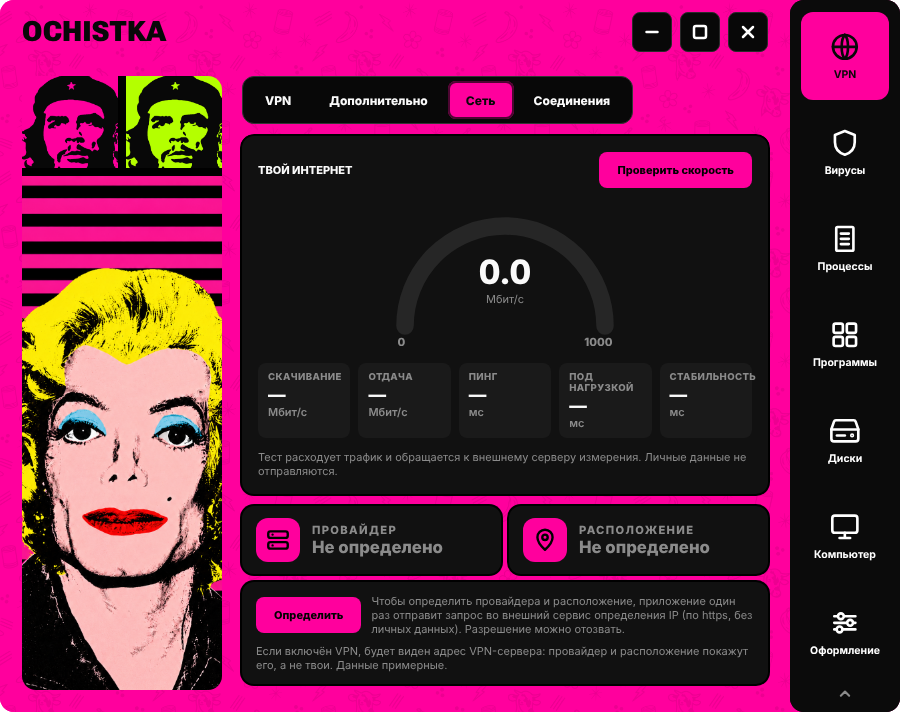 OCHISTKA
VPN
Дополнительно
Сеть
Соединения
ТВОЙ ИНТЕРНЕТ
Проверить скорость
0.0
Мбит/с
0
1000
СКАЧИВАНИЕ
—
Мбит/с
ОТДАЧА
—
Мбит/с
ПИНГ
—
мс
ПОД
НАГРУЗКОЙ
—
мс
СТАБИЛЬНОСТЬ
—
мс
Тест расходует трафик и обращается к внешнему серверу измерения. Личные данные не
отправляются.
ПРОВАЙДЕР
Не определено
РАСПОЛОЖЕНИЕ
Не определено
Определить
Чтобы определить провайдера и расположение, приложение один
раз отправит запрос во внешний сервис определения IP (по https, без
личных данных). Разрешение можно отозвать.
Если включён VPN, будет виден адрес VPN-сервера: провайдер и расположение покажут
его, а не твои. Данные примерные.
VPN
Вирусы
Процессы
Программы
Диски
Компьютер
Оформление